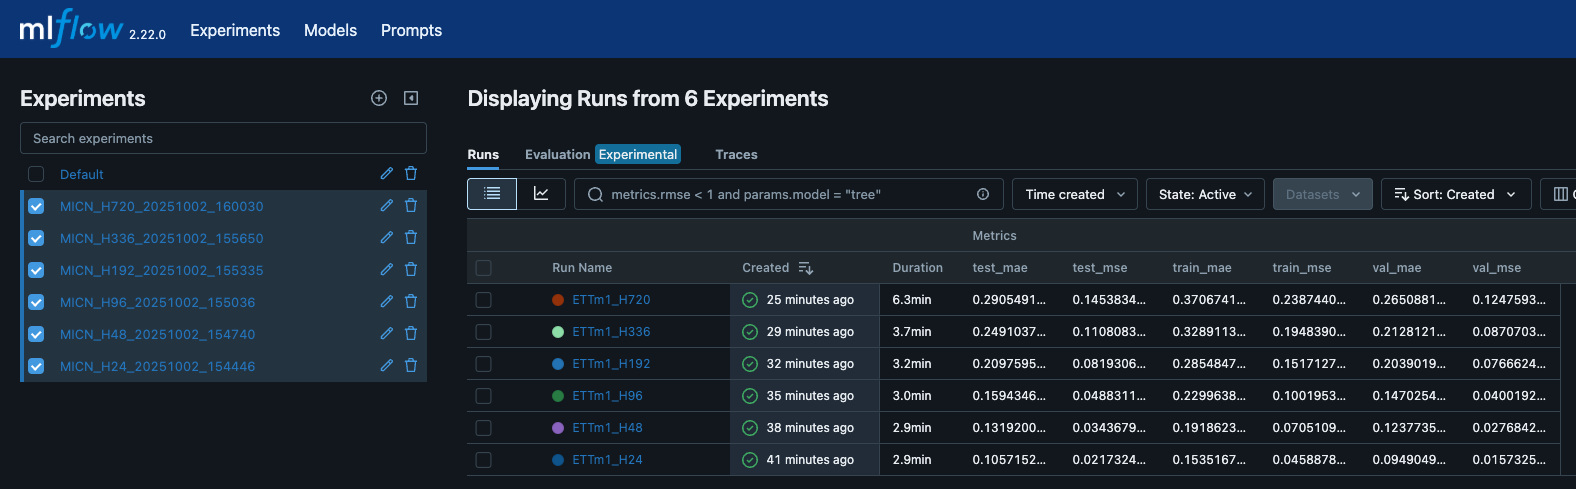 mlflow 2.22.0 Experiments Models Prompts
Experiments
Search experiments
Default
MICN_H720_20251002_160030
MICN_H336_20251002_155650
MICN_H192_20251002_155335
MICN_H96_20251002_155036
MICN_H48_20251002_154740
MICN_H24_20251002_154446
Displaying Runs from 6 Experiments
Runs Evaluation Experimental Traces
metrics.rmse < 1 and params.model = "tree" Time created State: Active Datasets Sort: Created
Metrics
Run Name Created Duration test_mae test_mse train_mae train_mse val_mae val_mse
ETTm1_H720 25 minutes ago 6.3min 0.2905491... 0.1453834... 0.3706741... 0.2387440... 0.2650881... 0.1247593...
ETTm1_H336 29 minutes ago 3.7min 0.2491037... 0.1108083... 0.3289113... 0.1948390... 0.2128121... 0.0870703...
ETTm1_H192 32 minutes ago 3.2min 0.2097595... 0.0819306... 0.2854847... 0.1517127... 0.2039019... 0.0766624...
ETTm1_H96 35 minutes ago 3.0min 0.1594346... 0.0488311... 0.2299638... 0.1001953... 0.1470254... 0.0400192...
ETTm1_H48 38 minutes ago 2.9min 0.1319200... 0.0343679... 0.1918623... 0.0705109... 0.1237735... 0.0276842...
ETTm1_H24 41 minutes ago 2.9min 0.1057152... 0.0217324... 0.1535167... 0.0458878... 0.0949049... 0.0157325...